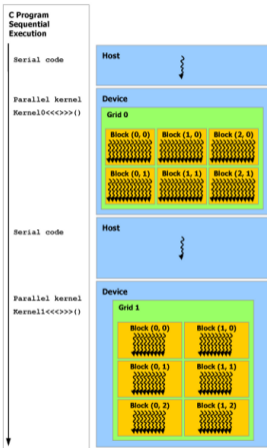 C Program
Sequential
Execution
Serial code
Host
Parallel kernel
Kernel0<<<>>>()
Device
Grid 0
Block (0, 0)
Block (1, 0)
Block (2, 0)
Block (0, 1)
Block (1, 1)
Block (2, 1)
Serial code
Host
Parallel kernel
Kernel1<<<>>>()
Device
Grid 1
Block (0, 0)
Block (1, 0)
Block (0, 1)
Block (1, 1)
Block (0, 2)
Block (1, 2)